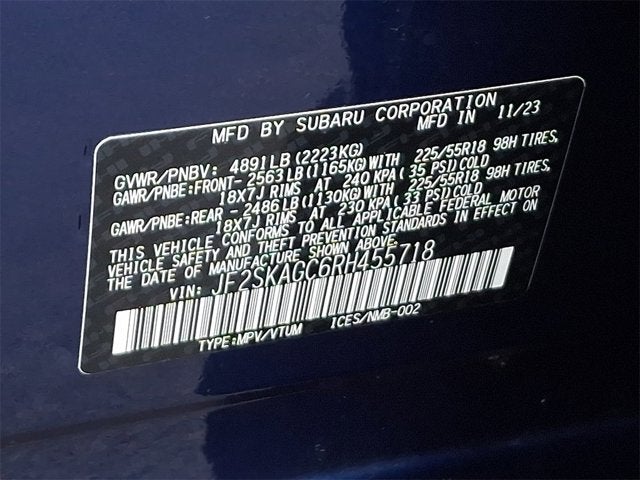 MFD BY SUBARU CORPORATION
MFD IN 11/23
GVWR/PNBV: 4891LB(2223KG)
GAWR/PNBE:FRONT- 2563LB(1165KG)WITH 225/55R18 98H TIRES,
18X7J RIMS AT 240 KPA(35 PSI)COLD
GAWR/PNBE:REAR -2486LB(1130KG)WITH 225/55R18 98H TIRES,
18X7J RIMS AT 230 KPA(33 PSI)COLD
THIS VEHICLE CONFORMS TO ALL APPLICABLE FEDERAL MOTOR
VEHICLE SAFETY AND THEFT PREVENTION STANDARDS IN EFFECT ON
THE DATE OF MANUFACTURE SHOWN ABOVE.
VIN: JF2SKAGC6RH455718
TYPE:MPV/VTUM ICES/NMB-002